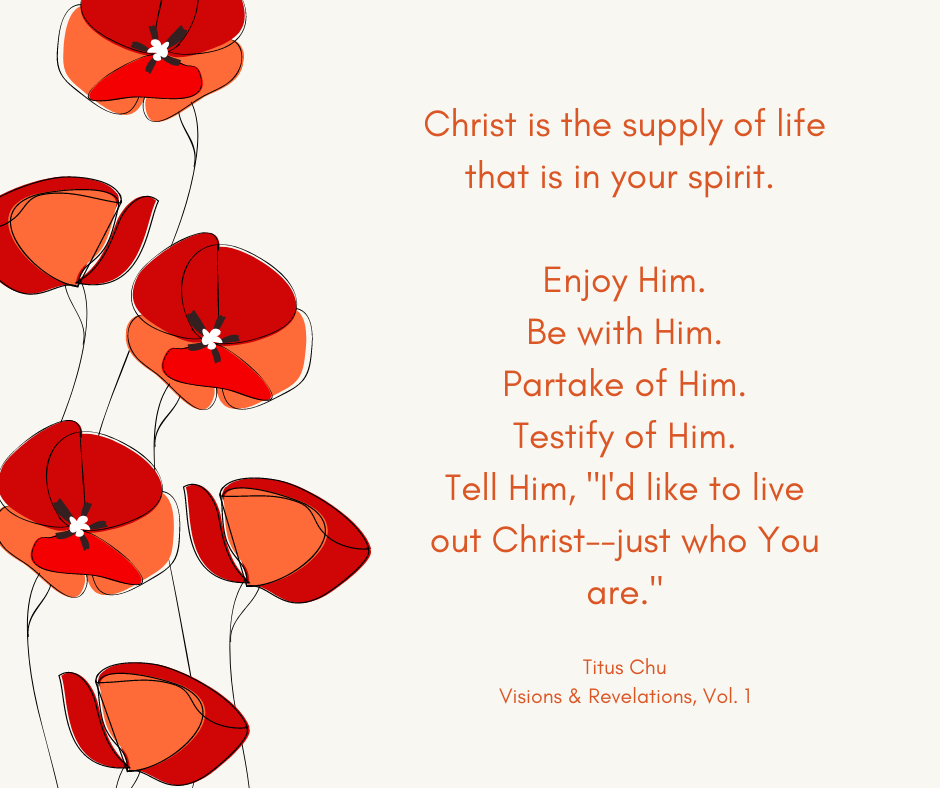 Christ is the supply of life
that is in your spirit.
Enjoy Him.
Be with Him.
Partake of Him.
Testify of Him.
Tell Him, "I'd like to live
out Christ--just who You
are."
Titus Chu
Visions & Revelations, Vol. 1